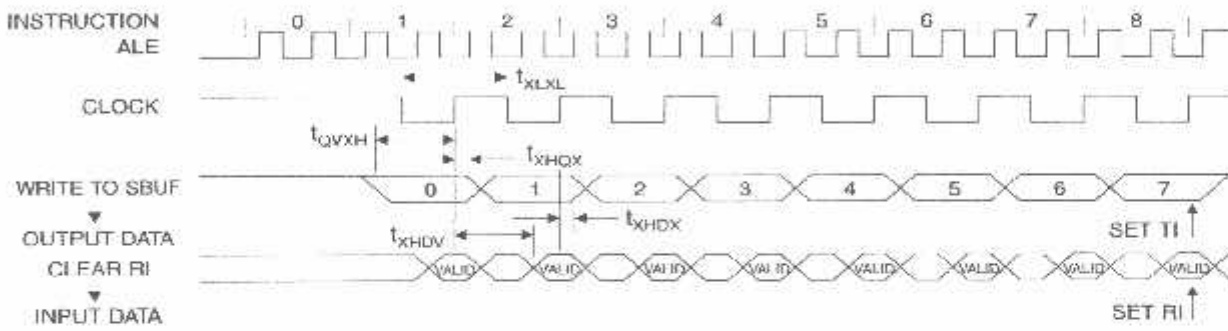 INSTRUCTION 0 1 2 3 4 5 6 7 8
ALE
tXLXL
CLOCK
tQVXH
tXHQX
WRITE TO SBUF 0 1 2 3 4 5 6 7
tXHDX
SET TI
OUTPUT DATA
tXHDV
CLEAR RI VALID VALID VALID VALID VALID VALID VALID VALID
SET RI
INPUT DATA